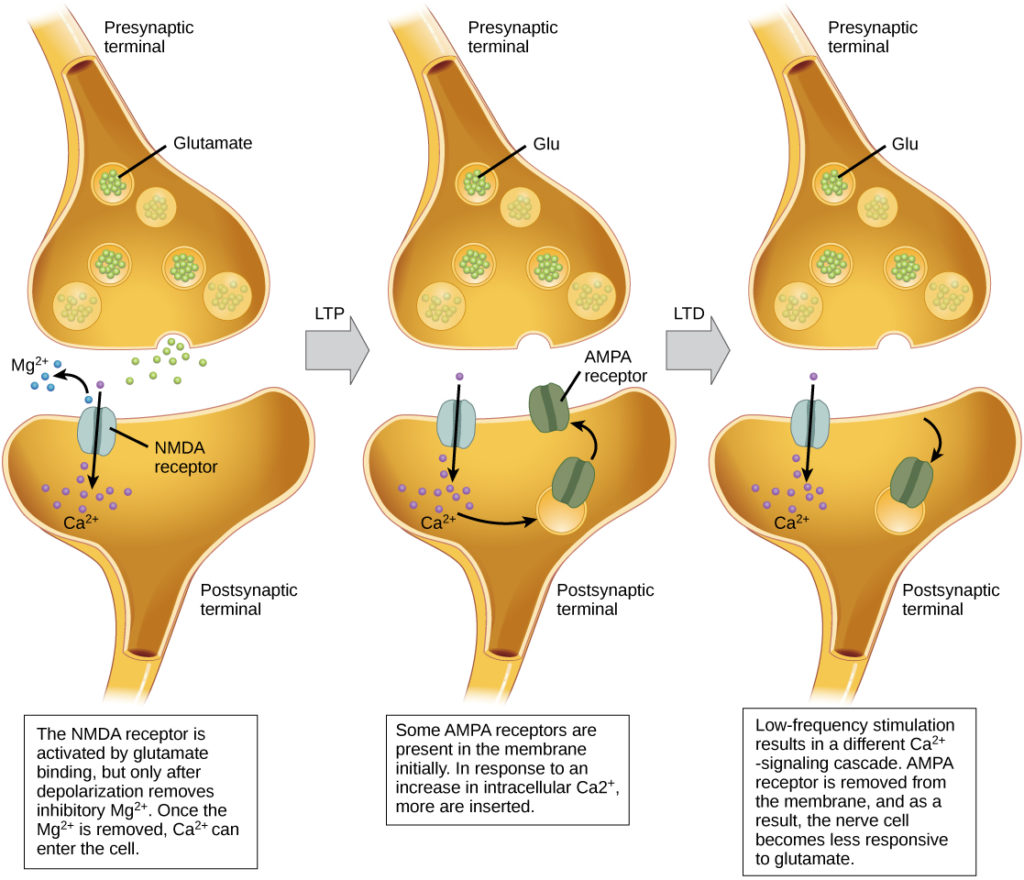 Presynaptic
terminal
Glutamate
Mg²⁺
NMDA
receptor
Ca²⁺
Postsynaptic
terminal
The NMDA receptor is
activated by glutamate
binding, but only after
depolarization removes
inhibitory Mg²⁺. Once the
Mg²⁺ is removed, Ca²⁺ can
enter the cell.
LTP
Presynaptic
terminal
Glu
AMPA
receptor
Ca²⁺
Postsynaptic
terminal
Some AMPA receptors are
present in the membrane
initially. In response to an
increase in intracellular Ca2⁺,
more are inserted.
LTD
Presynaptic
terminal
Glu
Ca²⁺
Postsynaptic
terminal
Low-frequency stimulation
results in a different Ca²⁺
-signaling cascade. AMPA
receptor is removed from
the membrane, and as a
result, the nerve cell
becomes less responsive
to glutamate.